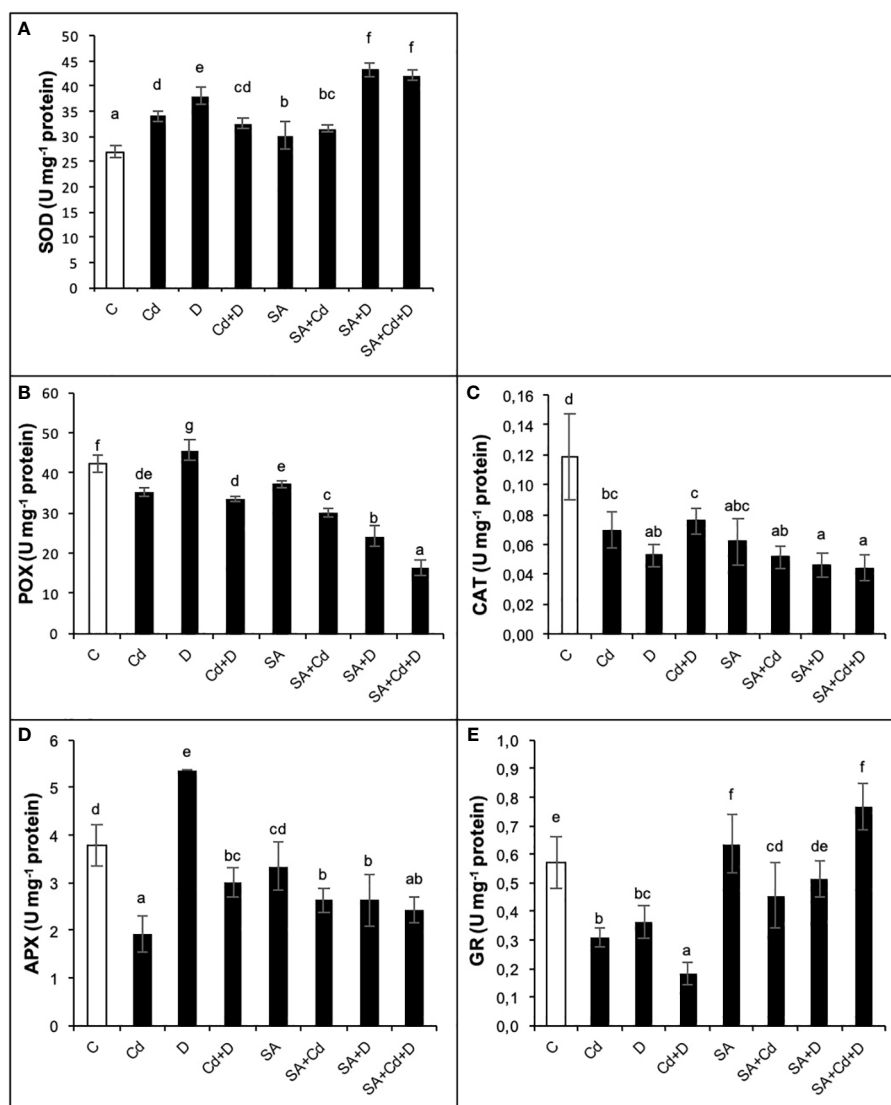 A
SOD (U mg⁻¹ protein)
50
45
40
35
30
25
20
15
10
5
0
a
d
e
cd
b
bc
f
f
C
Cd
D
Cd+D
SA
SA+Cd
SA+D
SA+Cd+D
B
POX (U mg⁻¹ protein)
60
50
40
30
20
10
0
f
de
g
d
e
c
b
a
C
Cd
D
Cd+D
SA
SA+Cd
SA+D
SA+Cd+D
C
CAT (U mg⁻¹ protein)
0,16
0,14
0,12
0,10
0,08
0,06
0,04
0,02
0,00
d
bc
ab
c
abc
ab
a
a
C
Cd
D
Cd+D
SA
SA+Cd
SA+D
SA+Cd+D
D
APX (U mg⁻¹ protein)
6
5
4
3
2
1
0
d
a
e
bc
cd
b
b
ab
C
Cd
D
Cd+D
SA
SA+Cd
SA+D
SA+Cd+D
E
GR (U mg⁻¹ protein)
1,0
0,9
0,8
0,7
0,6
0,5
0,4
0,3
0,2
0,1
0,0
e
b
bc
a
f
cd
de
f
C
Cd
D
Cd+D
SA
SA+Cd
SA+D
SA+Cd+D